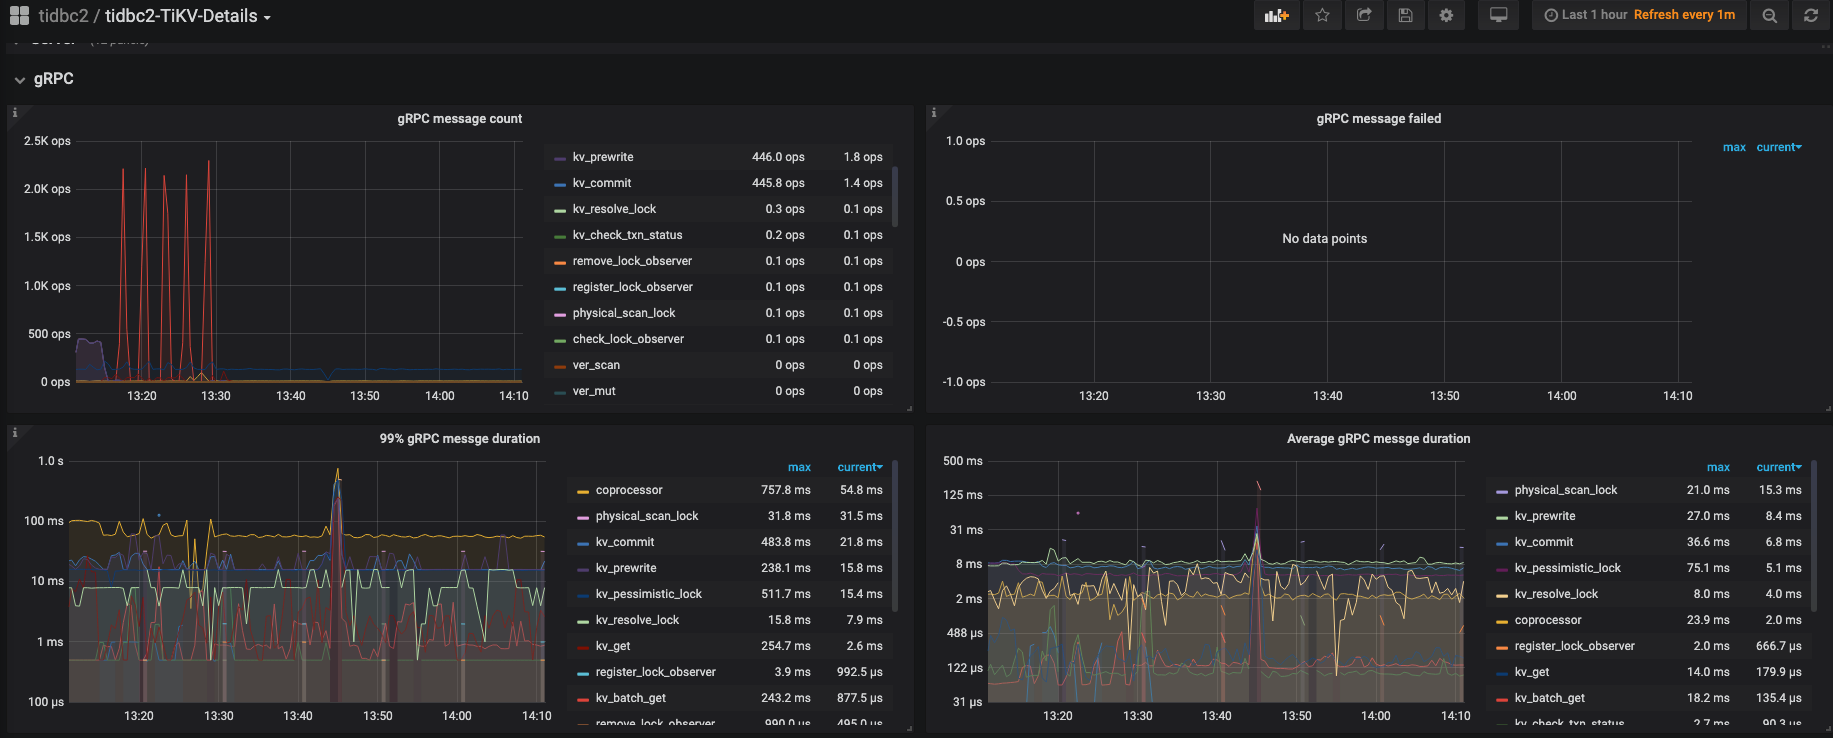 tidbc2 / tidbc2-TiKV-Details
Last 1 hour Refresh every 1m
Server (12 panels)
gRPC
gRPC message count
2.5K ops
2.0K ops
1.5K ops
1.0K ops
500 ops
0 ops
13:20 13:30 13:40 13:50 14:00 14:10
kv_prewrite 446.0 ops 1.8 ops
kv_commit 445.8 ops 1.4 ops
kv_resolve_lock 0.3 ops 0.1 ops
kv_check_txn_status 0.2 ops 0.1 ops
remove_lock_observer 0.1 ops 0.1 ops
register_lock_observer 0.1 ops 0.1 ops
physical_scan_lock 0.1 ops 0.1 ops
check_lock_observer 0.1 ops 0.1 ops
ver_scan 0 ops 0 ops
ver_mut 0 ops 0 ops
gRPC message failed
1.0 ops
0.5 ops
0 ops
-0.5 ops
-1.0 ops
No data points
13:20 13:30 13:40 13:50 14:00 14:10
max current
99% gRPC messge duration
1.0 s
100 ms
10 ms
1 ms
100 µs
13:20 13:30 13:40 13:50 14:00 14:10
max current
coprocessor 757.8 ms 54.8 ms
physical_scan_lock 31.8 ms 31.5 ms
kv_commit 483.8 ms 21.8 ms
kv_prewrite 238.1 ms 15.8 ms
kv_pessimistic_lock 511.7 ms 15.4 ms
kv_resolve_lock 15.8 ms 7.9 ms
kv_get 254.7 ms 2.6 ms
register_lock_observer 3.9 ms 992.5 µs
kv_batch_get 243.2 ms 877.5 µs
remove_lock_observer 990.0 µs 495.0 µs
Average gRPC messge duration
500 ms
125 ms
31 ms
8 ms
2 ms
488 µs
122 µs
31 µs
13:20 13:30 13:40 13:50 14:00 14:10
max current
physical_scan_lock 21.0 ms 15.3 ms
kv_prewrite 27.0 ms 8.4 ms
kv_commit 36.6 ms 6.8 ms
kv_pessimistic_lock 75.1 ms 5.1 ms
kv_resolve_lock 8.0 ms 4.0 ms
coprocessor 23.9 ms 2.0 ms
register_lock_observer 2.0 ms 666.7 µs
kv_get 14.0 ms 179.9 µs
kv_batch_get 18.2 ms 135.4 µs
kv_check_txn_status 2.7 ms 90.3 µs